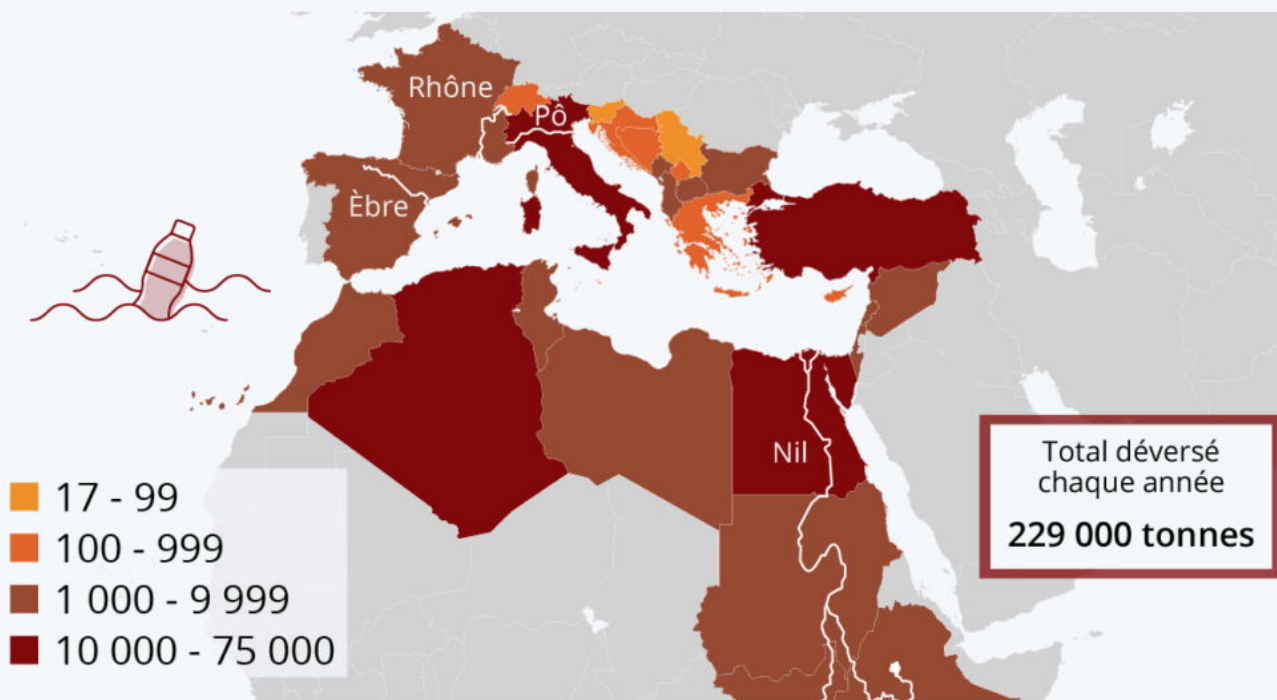 Rhône
Pô
Èbre
Nil
Total déversé
chaque année
229 000 tonnes
17 - 99
100 - 999
1 000 - 9 999
10 000 - 75 000